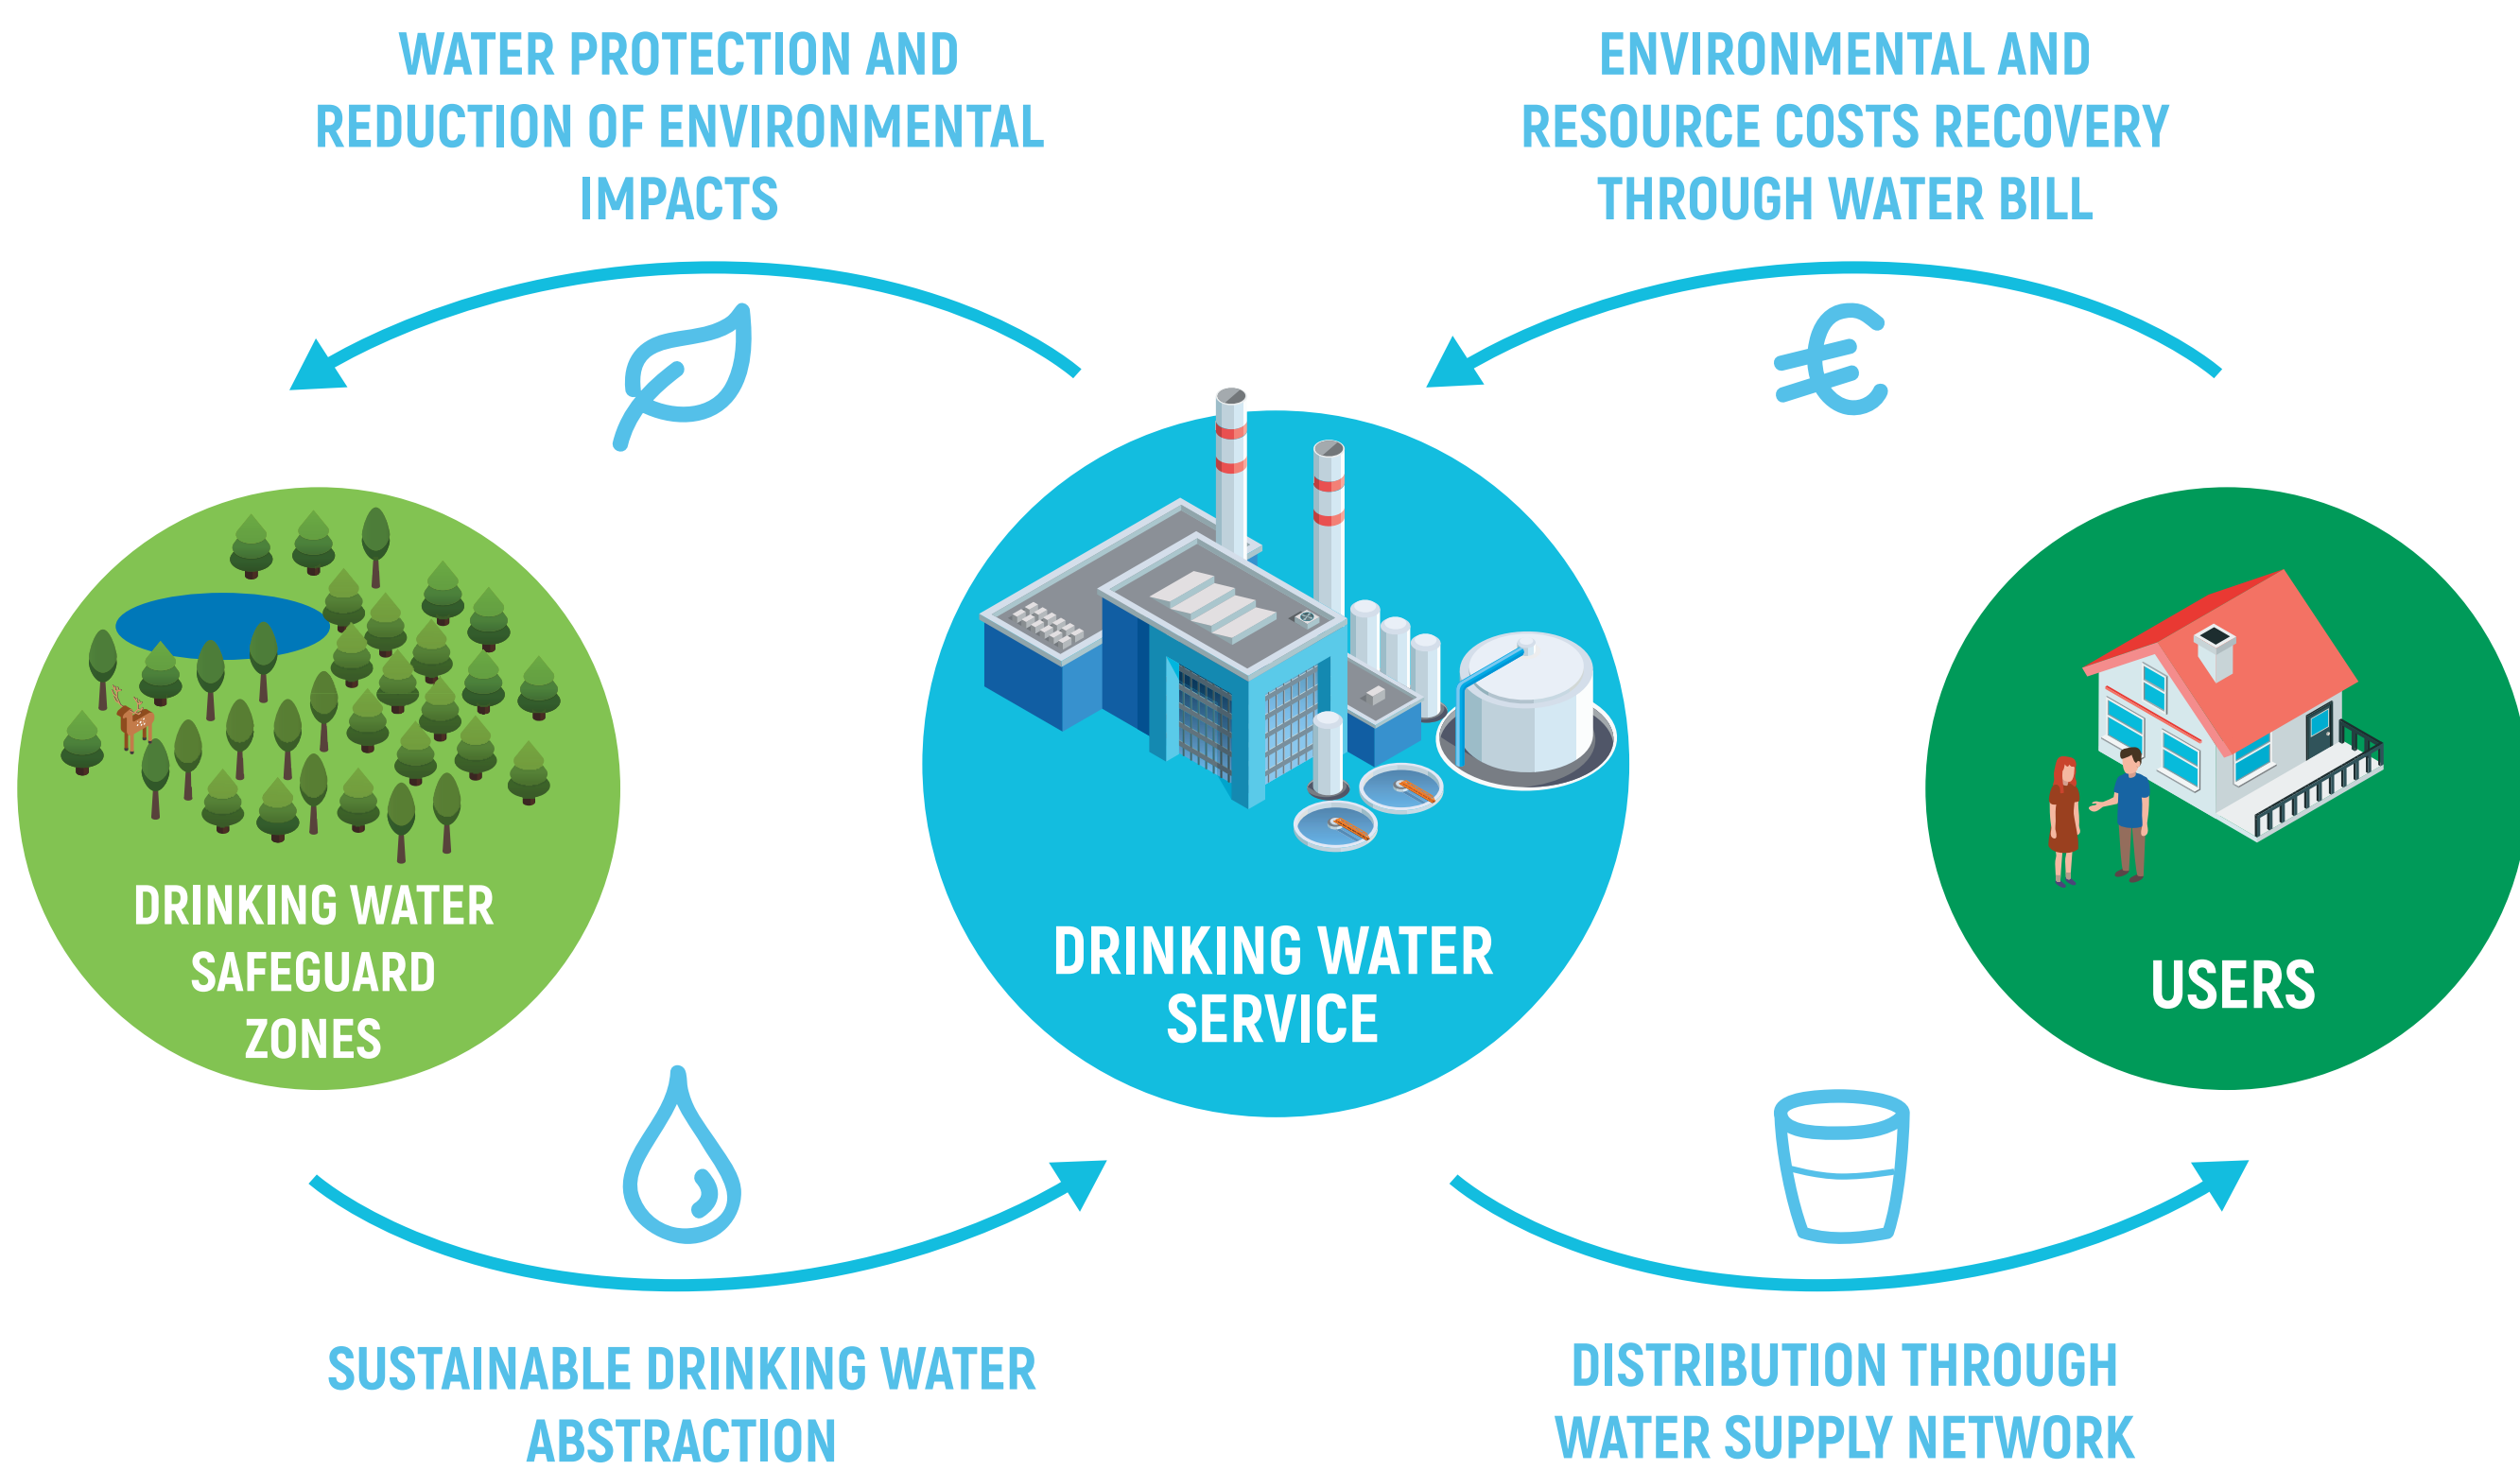 WATER PROTECTION AND
REDUCTION OF ENVIRONMENTAL
IMPACTS
ENVIRONMENTAL AND
RESOURCE COSTS RECOVERY
THROUGH WATER BILL
€
DRINKING WATER
SAFEGUARD
ZONES
DRINKING WATER
SERVICE
USERS
SUSTAINABLE DRINKING WATER
ABSTRACTION
DISTRIBUTION THROUGH
WATER SUPPLY NETWORK